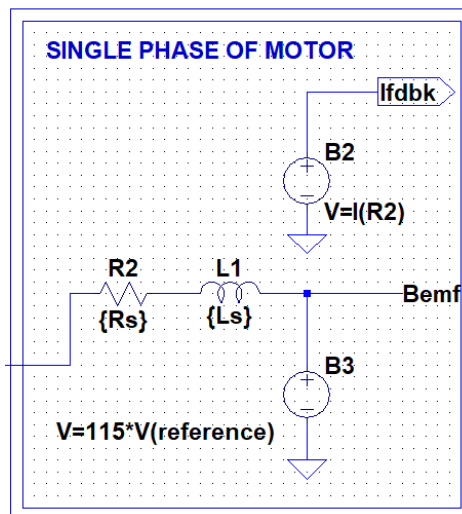 SINGLE PHASE OF MOTOR
Ifdbk
B2
V=I(R2)
R2
L1
{Rs}
{Ls}
Bemf
B3
V=115*V(reference)